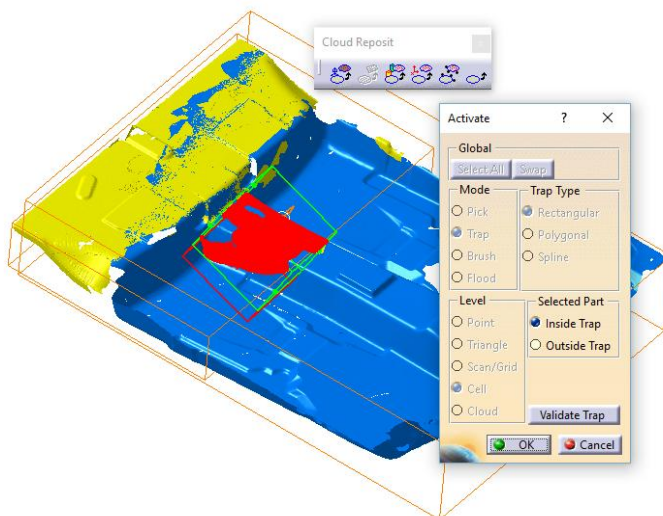 Cloud Reposit
Activate
Global
Select All Swap
Mode
Pick
Trap
Brush
Flood
Trap Type
Rectangular
Polygonal
Spline
Level
Point
Triangle
Scan/Grid
Cell
Cloud
Selected Part
Inside Trap
Outside Trap
Validate Trap
OK Cancel